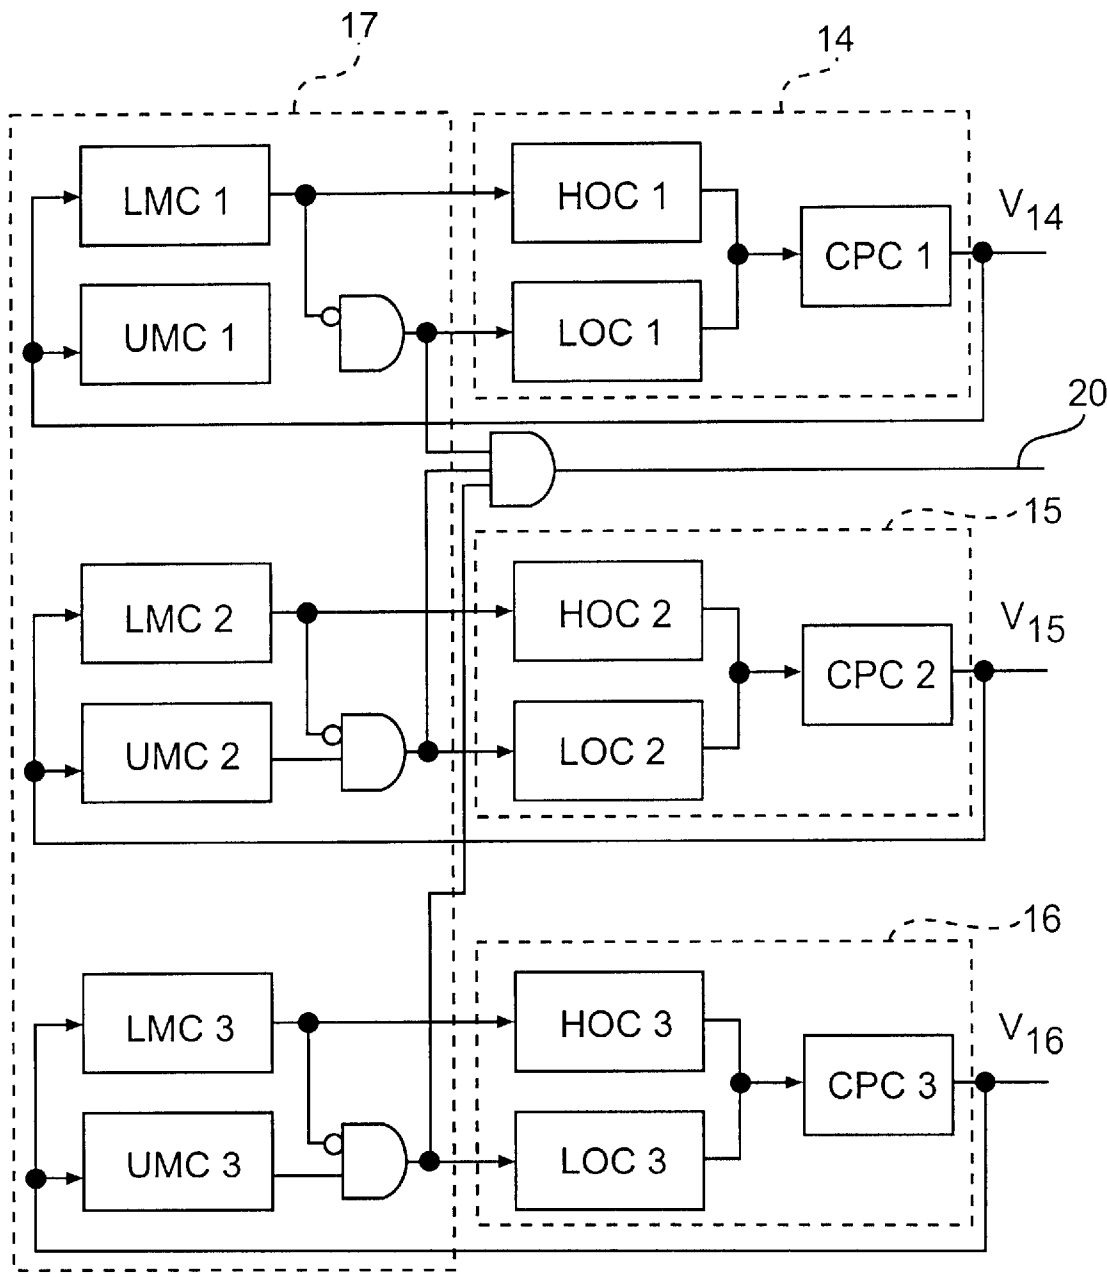 17
14
LMC 1
HOC 1
V14
CPC 1
UMC 1
LOC 1
20
15
LMC 2
HOC 2
V15
CPC 2
UMC 2
LOC 2
16
LMC 3
HOC 3
V16
CPC 3
UMC 3
LOC 3